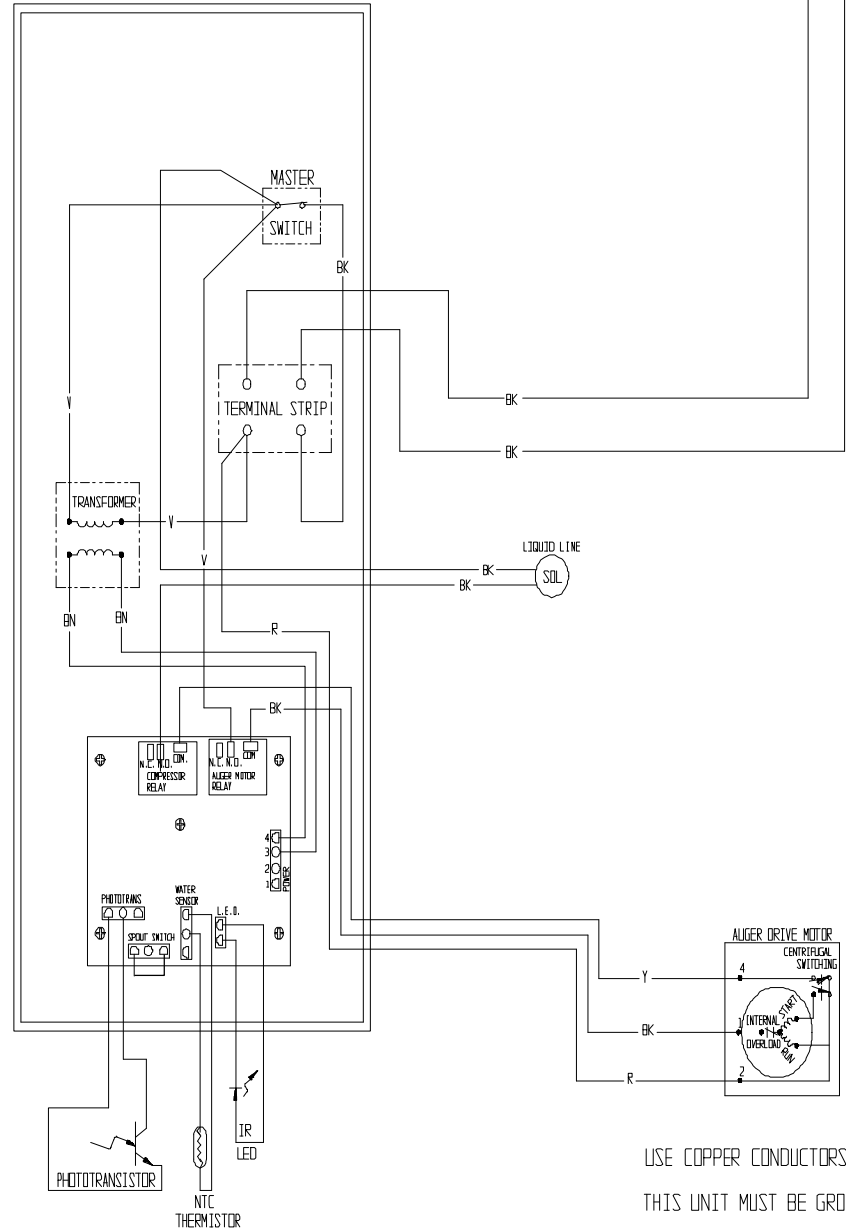 MASTER
SWITCH
BK
TERMINAL STRIP
BK
V
BK
TRANSFORMER
V
LIQUID LINE
V
BK
SOL
BK
BN
BN
R
BK
N.C. N.O. COM.
COMPRESSOR
RELAY
N.C. N.O. COM
AUGER MOTOR
RELAY
4
3
2
1
POWER
PHOTOTRANS
WATER
SENSOR
L.E.D.
SPOUT SWITCH
AUGER DRIVE MOTOR
CENTRIFUGAL
SWITCHING
Y
4
START
BK
1
INTERNAL
OVERLOAD
RUN
R
2
IR
LED
PHOTOTRANSISTOR
NTC
THERMISTOR
USE COPPER CONDUCTORS
THIS UNIT MUST BE GRO